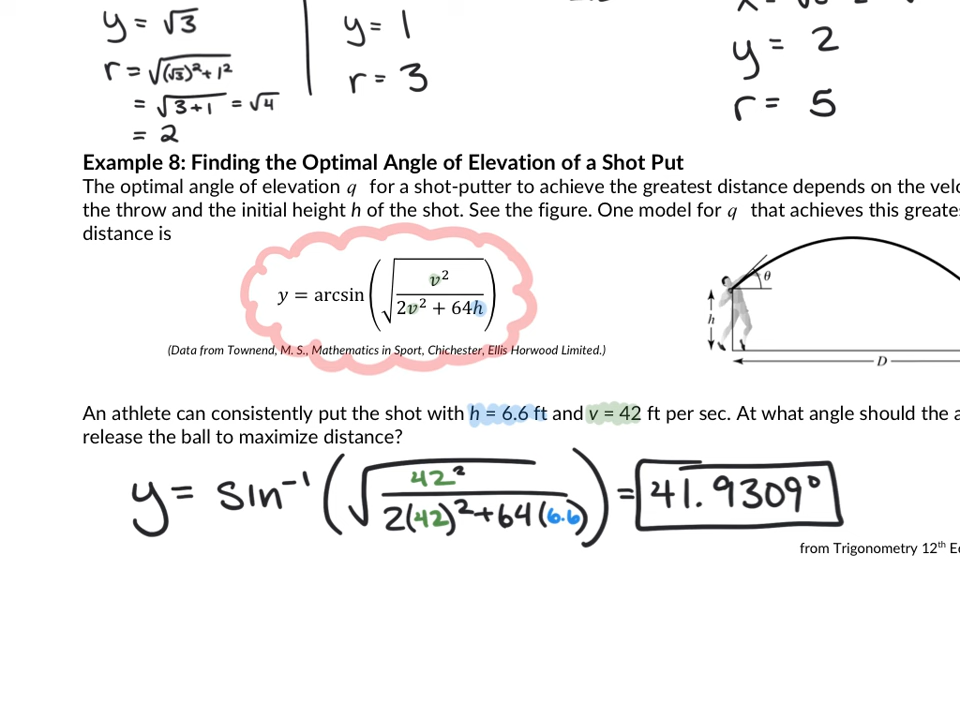 y = √3
r = √((√3)² + 1²
= √3+1 = √4
= 2
y = 1
r = 3
y = 2
r = 5
Example 8: Finding the Optimal Angle of Elevation of a Shot Put
The optimal angle of elevation q for a shot-putter to achieve the greatest distance depends on the velo
the throw and the initial height h of the shot. See the figure. One model for q that achieves this greate
distance is
y = arcsin(√(v²/(2v² + 64h)))
θ
h
D
(Data from Townend, M. S., Mathematics in Sport, Chichester, Ellis Horwood Limited.)
An athlete can consistently put the shot with h = 6.6 ft and v = 42 ft per sec. At what angle should the a
release the ball to maximize distance?
y = sin⁻¹(√(42²/(2(42)²+64(6.6)))) = 41.9309°
from Trigonometry 12th E